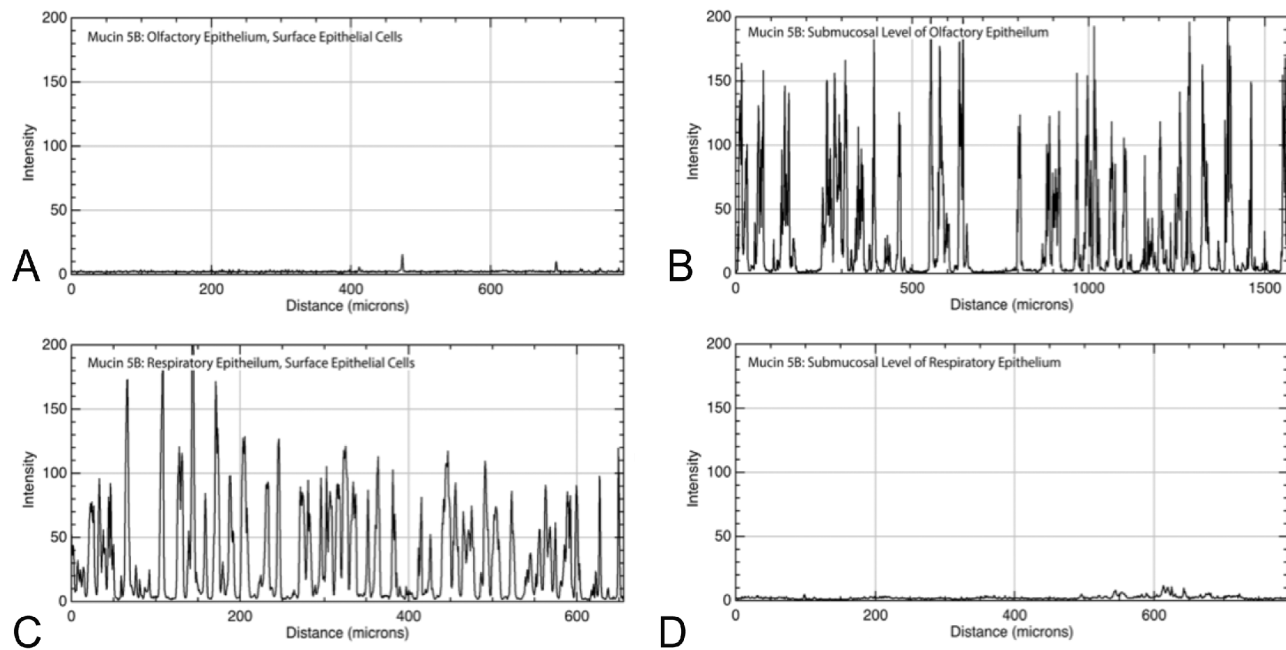 Mucin 5B: Olfactory Epithelium, Surface Epithelial Cells
200
150
100
50
0
Intensity
200
400
600
Distance (microns)
A
Mucin 5B: Submucosal Level of Olfactory Epitheilum
200
150
100
50
0
Intensity
0
500
1000
1500
Distance (microns)
B
Mucin 5B: Respiratory Epitheilum, Surface Epithelial Cells
200
150
100
50
0
Intensity
0
200
400
600
Distance (microns)
C
Mucin 5B: Submucosal Level of Respiratory Epithelium
200
150
100
50
0
Intensity
0
200
400
600
Distance (microns)
D